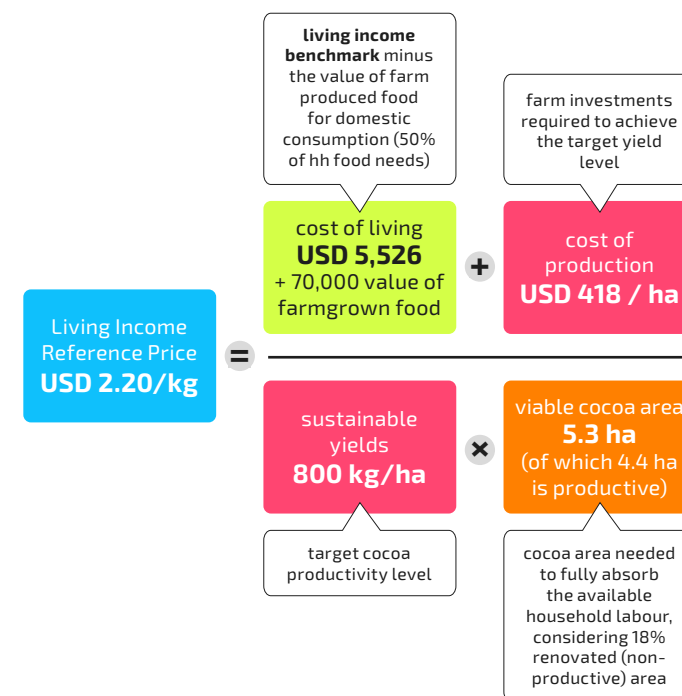 living income
benchmark minus
the value of farm
produced food
for domestic
consumption (50%
of hh food needs)
farm investments
required to achieve
the target yield
level
cost of living
USD 5,526
+ 70,000 value of
farmgrown food
+
cost of
production
USD 418 / ha
Living Income
Reference Price
USD 2.20/kg
=
sustainable
yields
800 kg/ha
×
viable cocoa area
5.3 ha
(of which 4.4 ha
is productive)
target cocoa
productivity level
cocoa area needed
to fully absorb
the available
household labour,
considering 18%
renovated (non-
productive) area